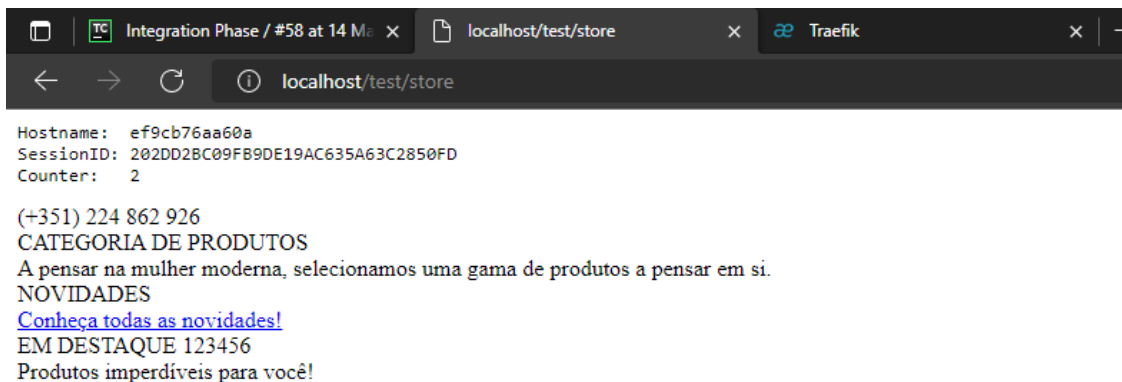 TC Integration Phase / #58 at 14 Ma
localhost/test/store
Traefik
localhost/test/store
Hostname: ef9cb76aa60a
SessionID: 202DD2BC09FB9DE19AC635A63C2850FD
Counter: 2
(+351) 224 862 926
CATEGORIA DE PRODUTOS
A pensar na mulher moderna, selecionamos uma gama de produtos a pensar em si.
NOVIDADES
Conheça todas as novidades!
EM DESTAQUE 123456
Produtos imperdíveis para você!